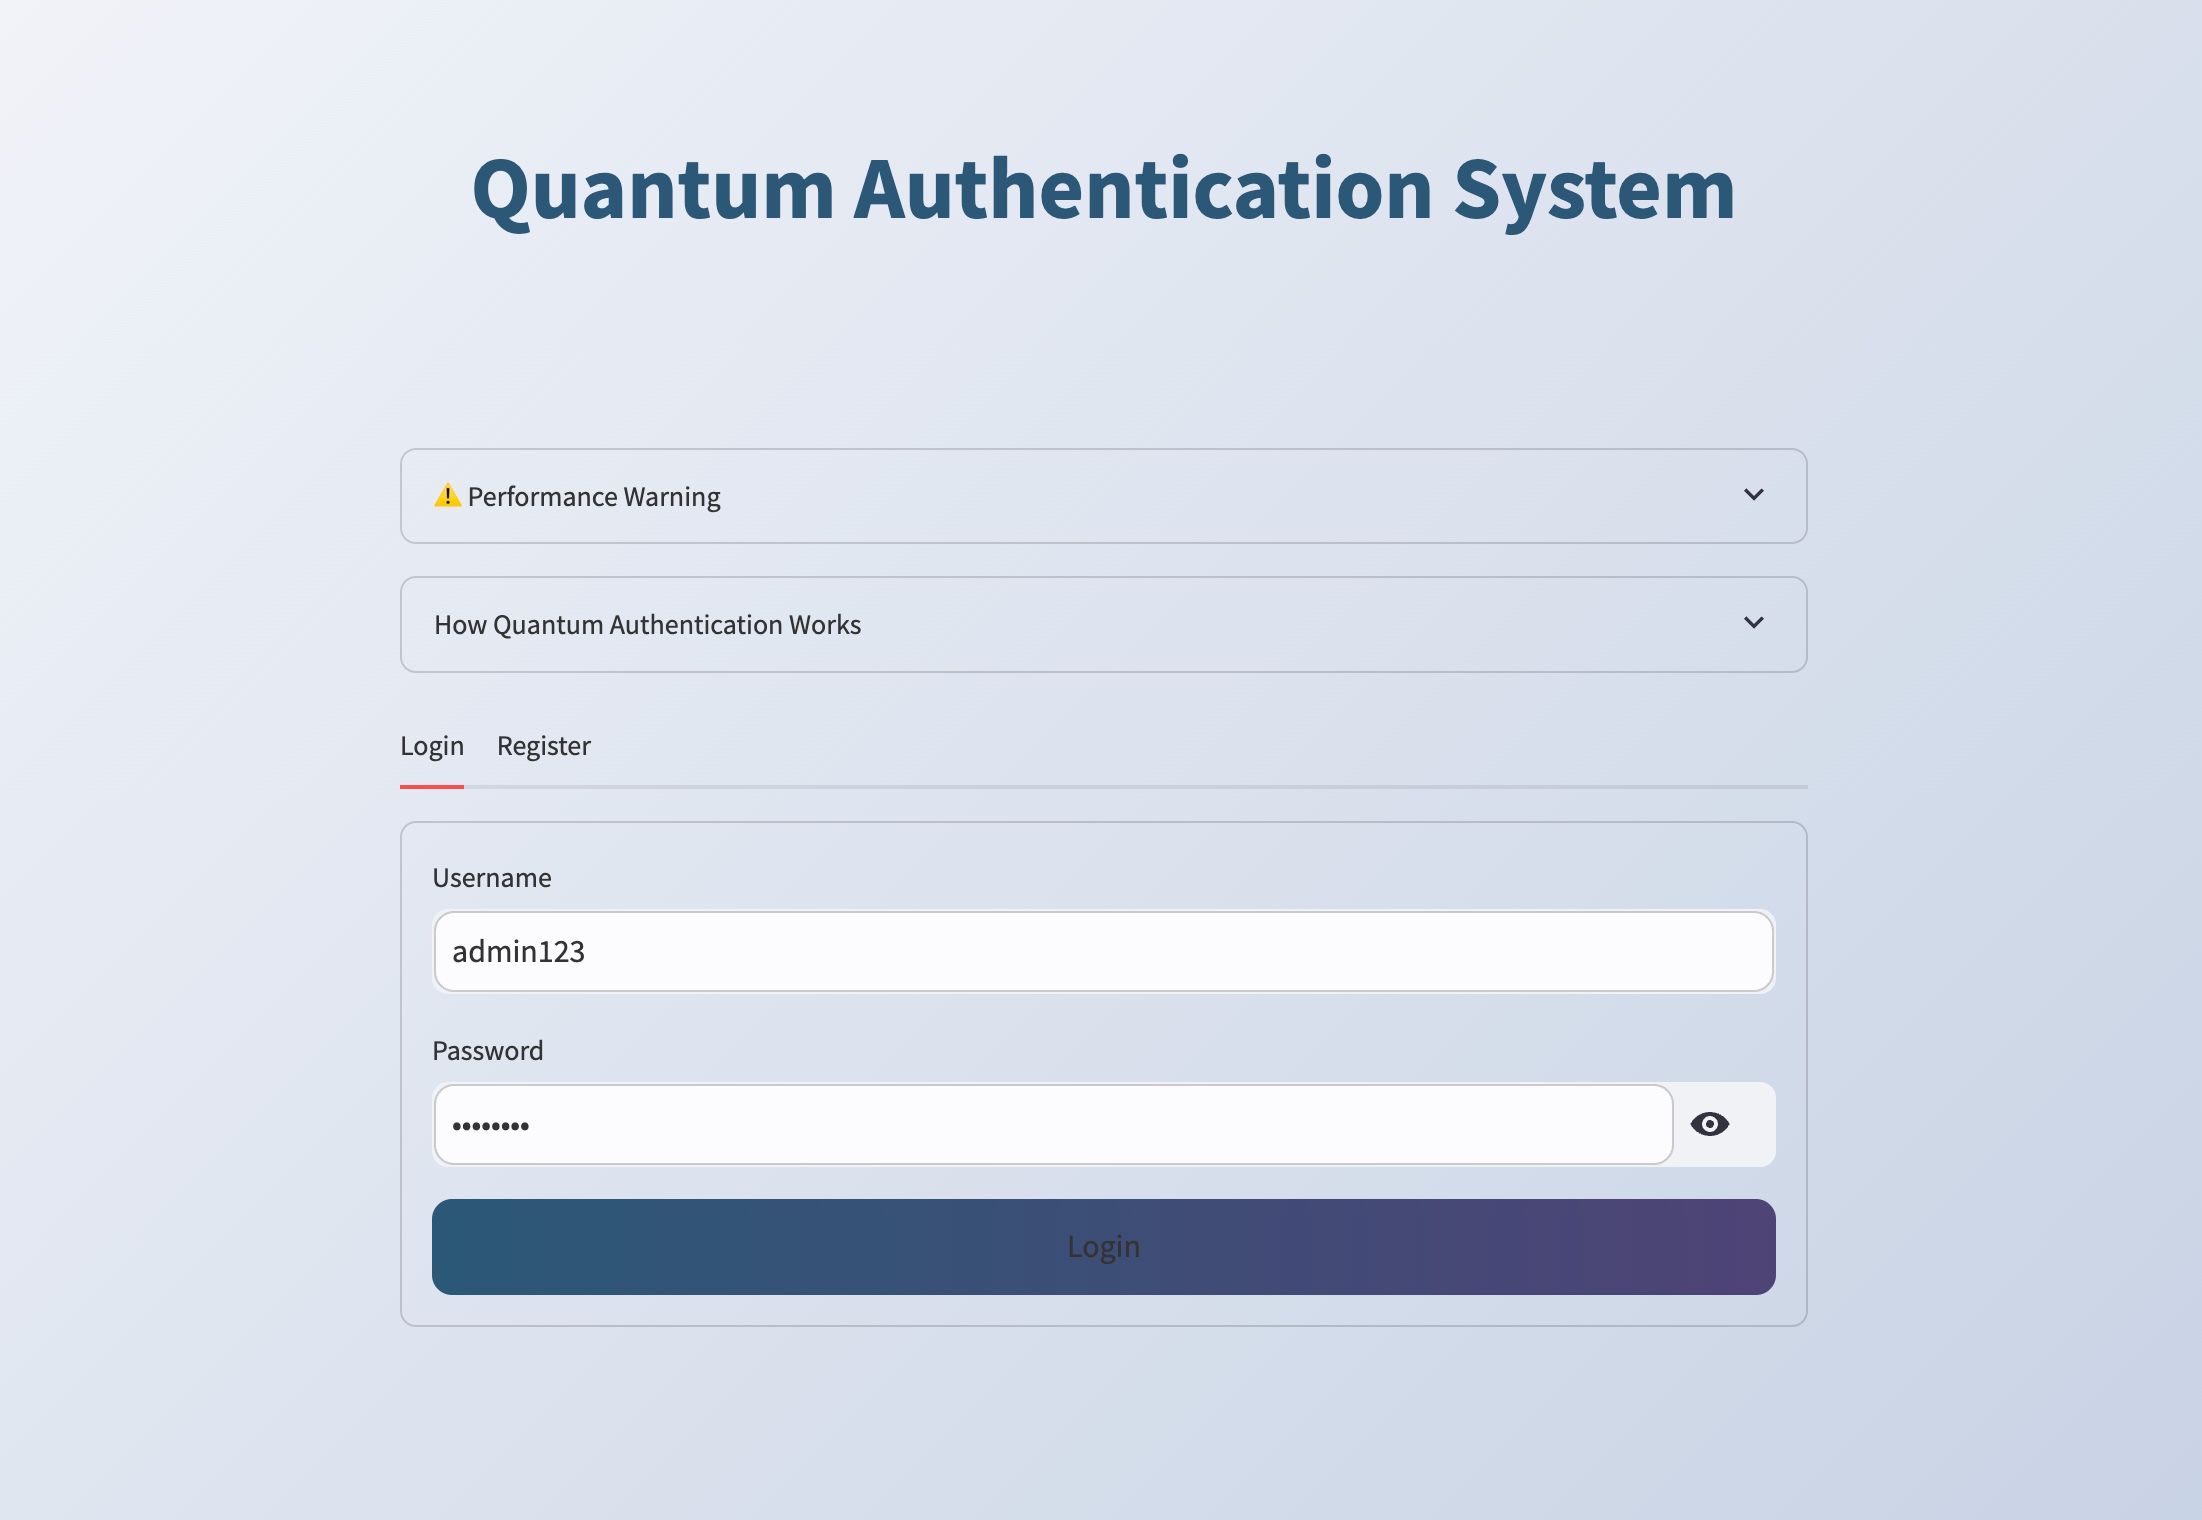 Quantum Authentication System
⚠️ Performance Warning
How Quantum Authentication Works
Login Register
Username
admin123
Password
••••••••
Login